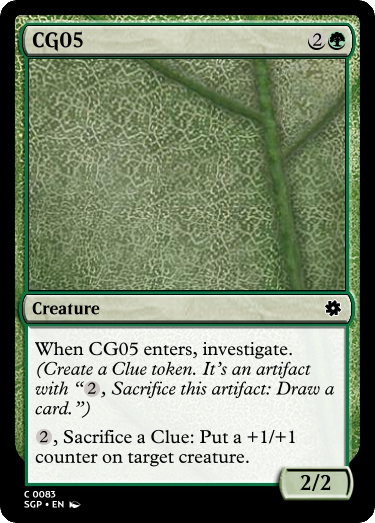 CG05 2
Creature
When CG05 enters, investigate.
(Create a Clue token. It's an artifact
with “2, Sacrifice this artifact: Draw a
card.”)
2, Sacrifice a Clue: Put a +1/+1
counter on target creature.
2/2
C 0083
SGP • EN